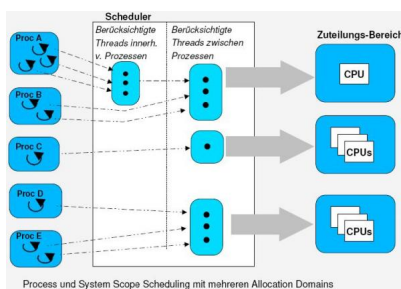 Scheduler
Proc A
Berücksichtigte
Threads innerh.
v. Prozessen
Berücksichtigte
Threads zwischen
Prozessen
Zuteilungs-Bereich
CPU
Proc B
Proc C
CPUs
Proc D
Proc E
CPUs
Process und System Scope Scheduling mit mehreren Allocation Domains